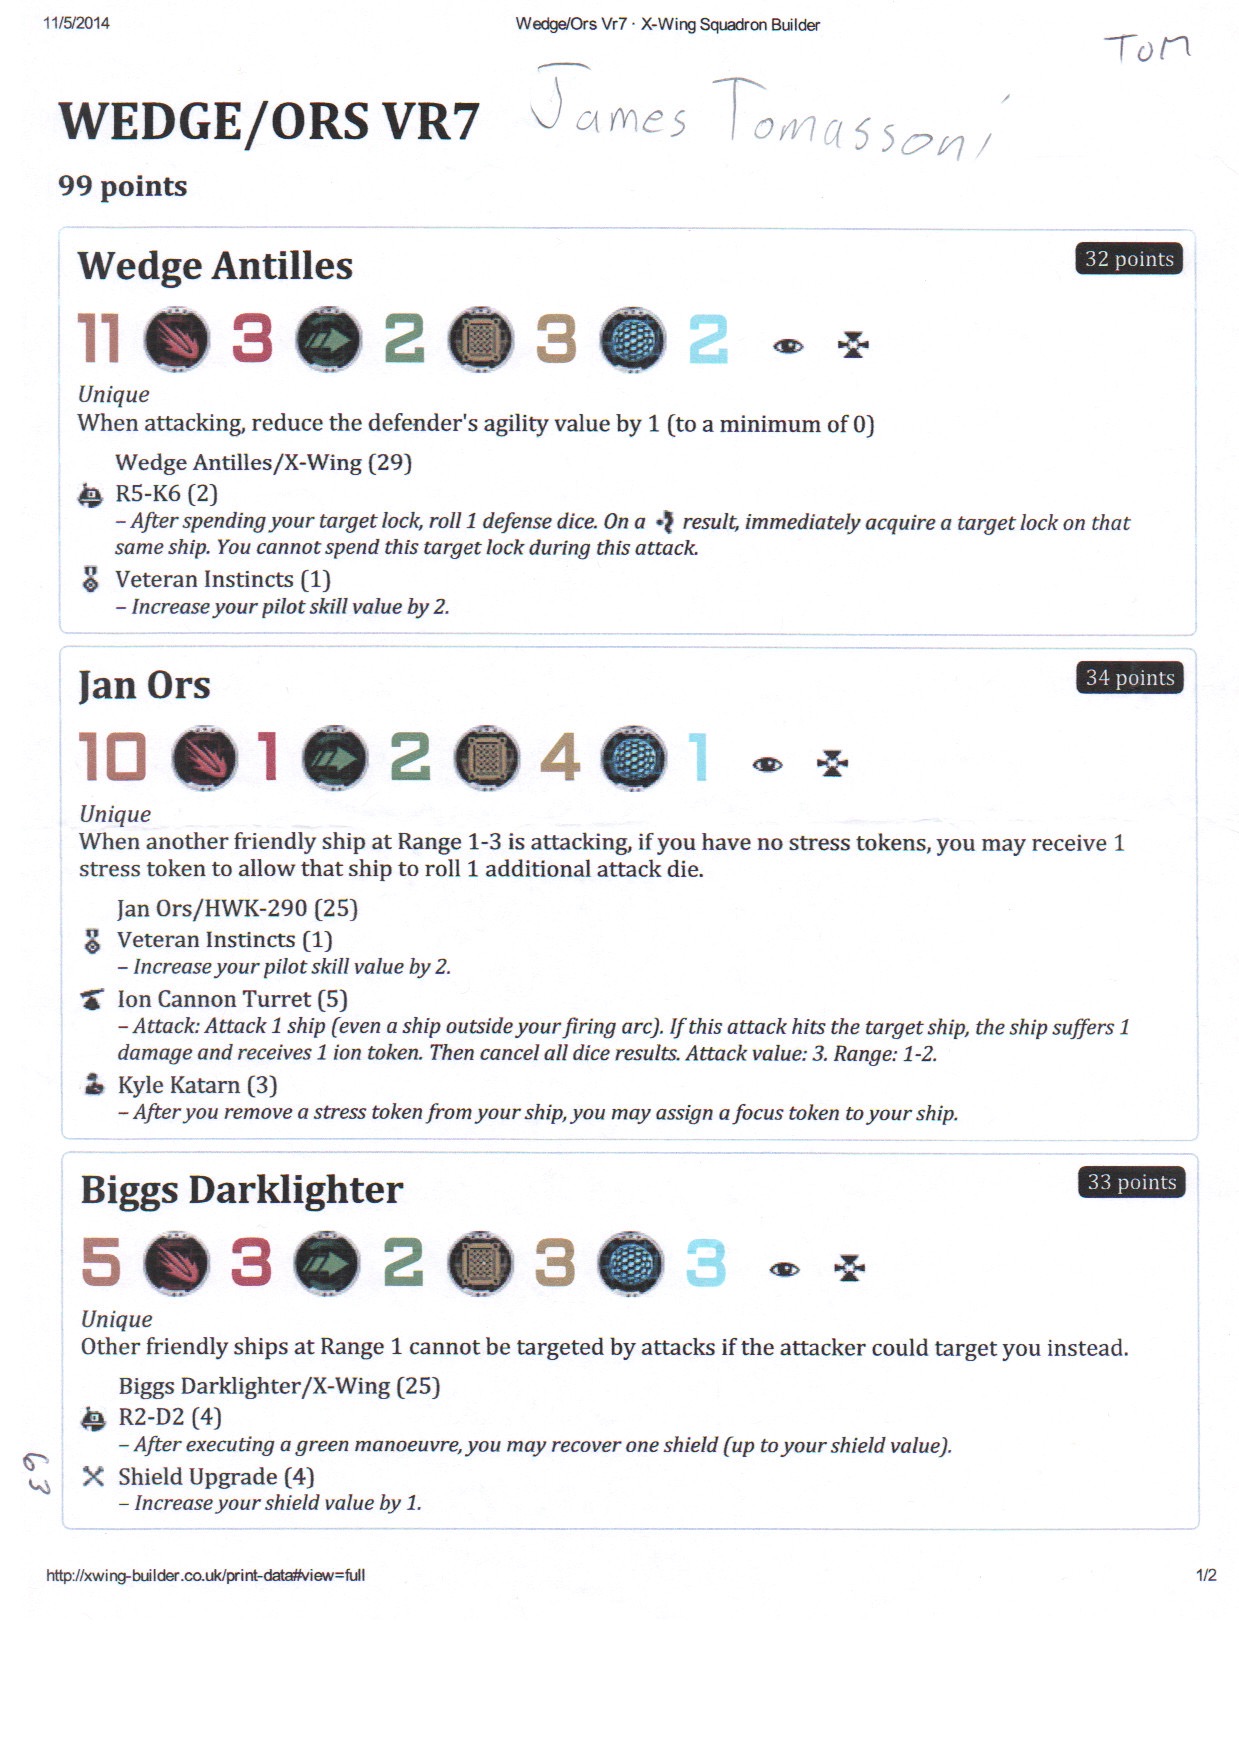 11/5/2014 Wedge/Ors Vr7 · X-Wing Squadron Builder
TOM
WEDGE/ORS VR7 James Tomassoni
99 points
Wedge Antilles 32 points
11 3 2 3 2
Unique
When attacking, reduce the defender's agility value by 1 (to a minimum of 0)
Wedge Antilles/X-Wing (29)
R5-K6 (2)
– After spending your target lock, roll 1 defense dice. On a result, immediately acquire a target lock on that
same ship. You cannot spend this target lock during this attack.
Veteran Instincts (1)
– Increase your pilot skill value by 2.
Jan Ors 34 points
10 1 2 4 1
Unique
When another friendly ship at Range 1-3 is attacking, if you have no stress tokens, you may receive 1
stress token to allow that ship to roll 1 additional attack die.
Jan Ors/HWK-290 (25)
Veteran Instincts (1)
– Increase your pilot skill value by 2.
Ion Cannon Turret (5)
– Attack: Attack 1 ship (even a ship outside your firing arc). If this attack hits the target ship, the ship suffers 1
damage and receives 1 ion token. Then cancel all dice results. Attack value: 3. Range: 1-2.
Kyle Katarn (3)
– After you remove a stress token from your ship, you may assign a focus token to your ship.
Biggs Darklighter 33 points
5 3 2 3 3
Unique
Other friendly ships at Range 1 cannot be targeted by attacks if the attacker could target you instead.
Biggs Darklighter/X-Wing (25)
R2-D2 (4)
– After executing a green manoeuvre, you may recover one shield (up to your shield value).
63
Shield Upgrade (4)
– Increase your shield value by 1.
http://xwing-builder.co.uk/print-data#view=full 1/2